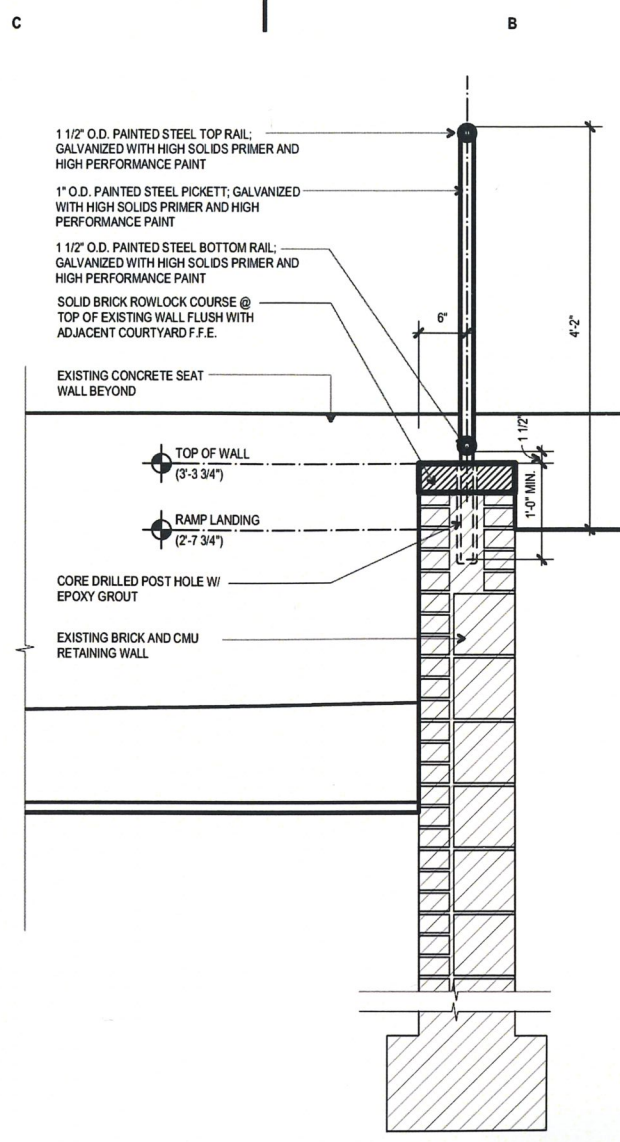 C
B
1 1/2" O.D. PAINTED STEEL TOP RAIL;
GALVANIZED WITH HIGH SOLIDS PRIMER AND
HIGH PERFORMANCE PAINT
1" O.D. PAINTED STEEL PICKETT; GALVANIZED
WITH HIGH SOLIDS PRIMER AND HIGH
PERFORMANCE PAINT
1 1/2" O.D. PAINTED STEEL BOTTOM RAIL;
GALVANIZED WITH HIGH SOLIDS PRIMER AND
HIGH PERFORMANCE PAINT
SOLID BRICK ROWLOCK COURSE @
TOP OF EXISTING WALL FLUSH WITH
ADJACENT COURTYARD F.F.E.
6"
4'-2"
EXISTING CONCRETE SEAT
WALL BEYOND
1 1/2"
TOP OF WALL
(3'-3 3/4")
1'-0" MIN.
RAMP LANDING
(2'-7 3/4")
CORE DRILLED POST HOLE W/
EPOXY GROUT
EXISTING BRICK AND CMU
RETAINING WALL